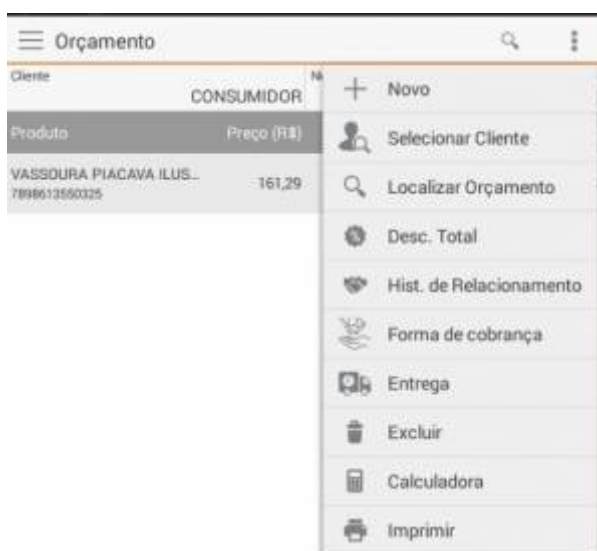 Orçamento
Cliente
CONSUMIDOR
Produto Preço (R$)
VASSOURA PIACAVA ILUS... 161,29
7898613550325
Novo
Selecionar Cliente
Localizar Orçamento
Desc. Total
Hist. de Relacionamento
Forma de cobrança
Entrega
Excluir
Calculadora
Imprimir